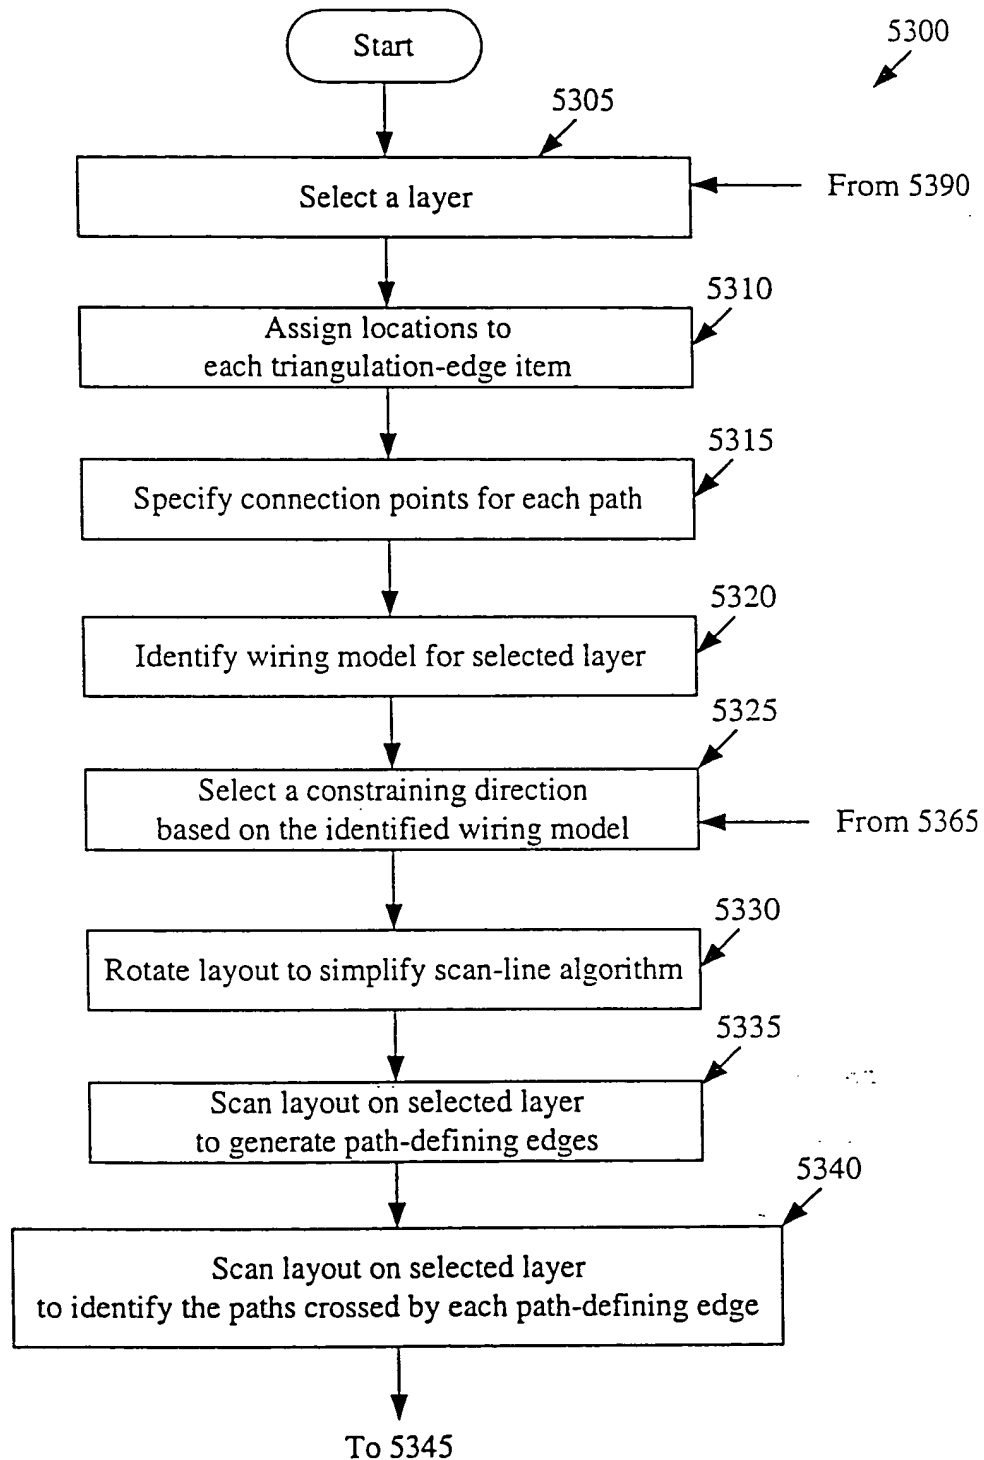 Start
5300
5305
Select a layer
From 5390
5310
Assign locations to
each triangulation-edge item
5315
Specify connection points for each path
5320
Identify wiring model for selected layer
5325
Select a constraining direction
based on the identified wiring model
From 5365
5330
Rotate layout to simplify scan-line algorithm
5335
Scan layout on selected layer
to generate path-defining edges
5340
Scan layout on selected layer
to identify the paths crossed by each path-defining edge
To 5345